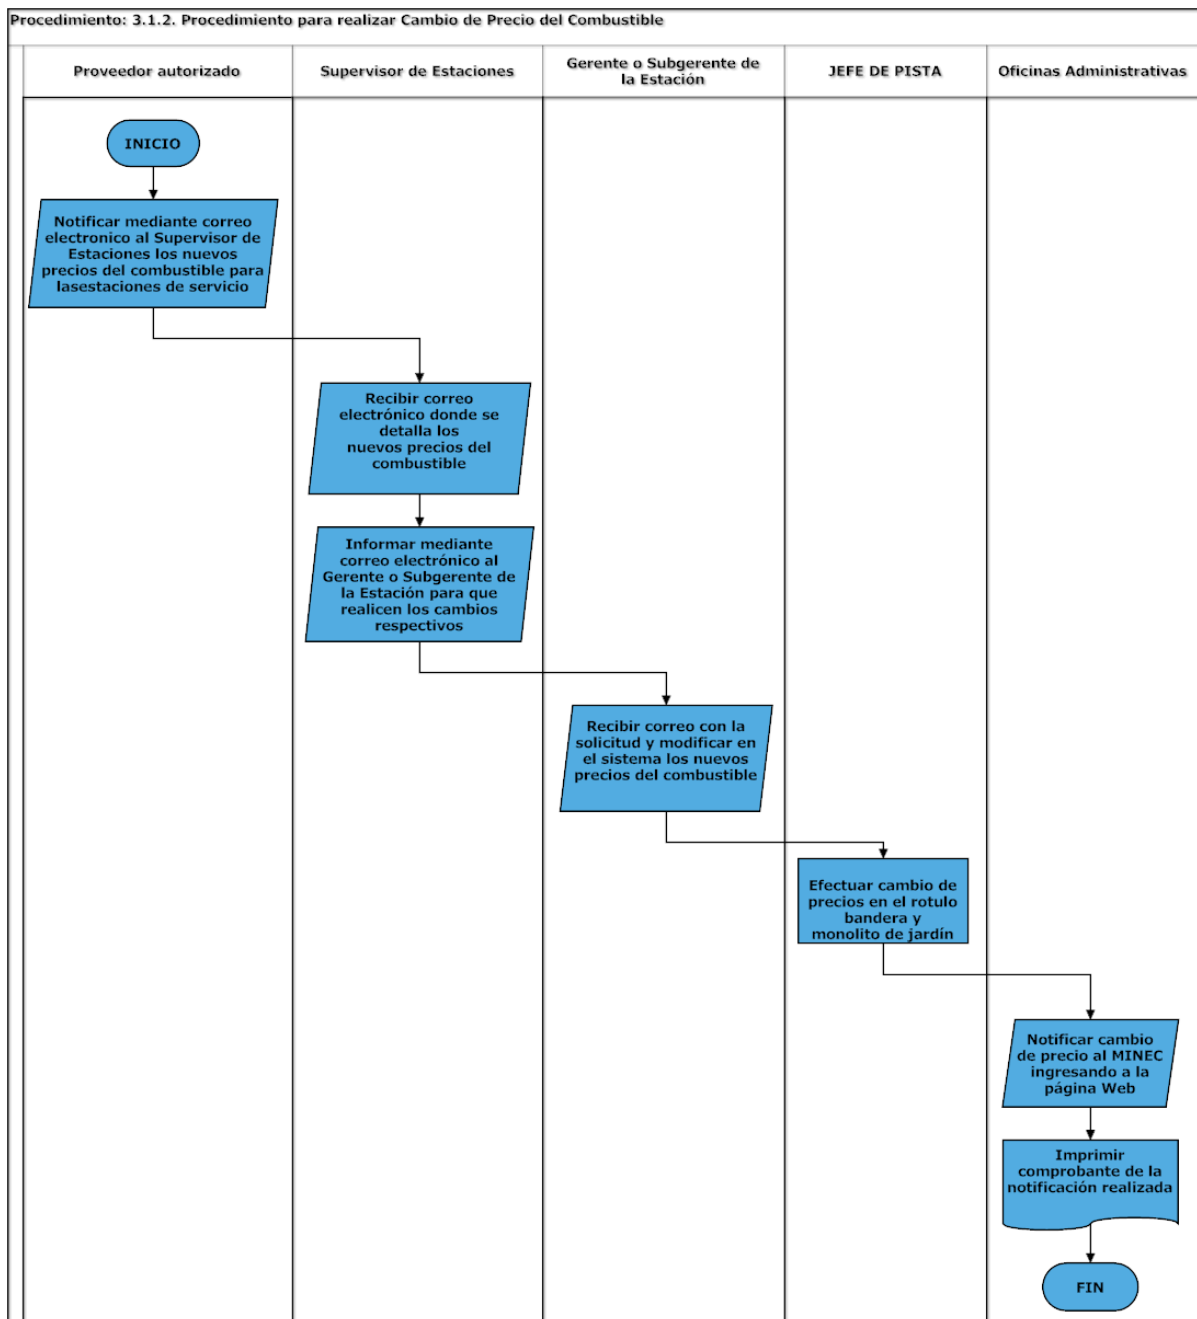 Procedimiento: 3.1.2. Procedimiento para realizar Cambio de Precio del Combustible
Proveedor autorizado
Supervisor de Estaciones
Gerente o Subgerente de
la Estación
JEFE DE PISTA
Oficinas Administrativas
INICIO
Notificar mediante correo
electronico al Supervisor de
Estaciones los nuevos
precios del combustible para
lasestaciones de servicio
Recibir correo
electrónico donde se
detalla los
nuevos precios del
combustible
Informar mediante
correo electrónico al
Gerente o Subgerente de
la Estación para que
realicen los cambios
respectivos
Recibir correo con la
solicitud y modificar en
el sistema los nuevos
precios del combustible
Efectuar cambio de
precios en el rotulo
bandera y
monolito de jardín
Notificar cambio
de precio al MINEC
ingresando a la
página Web
Imprimir
comprobante de la
notificación realizada
FIN